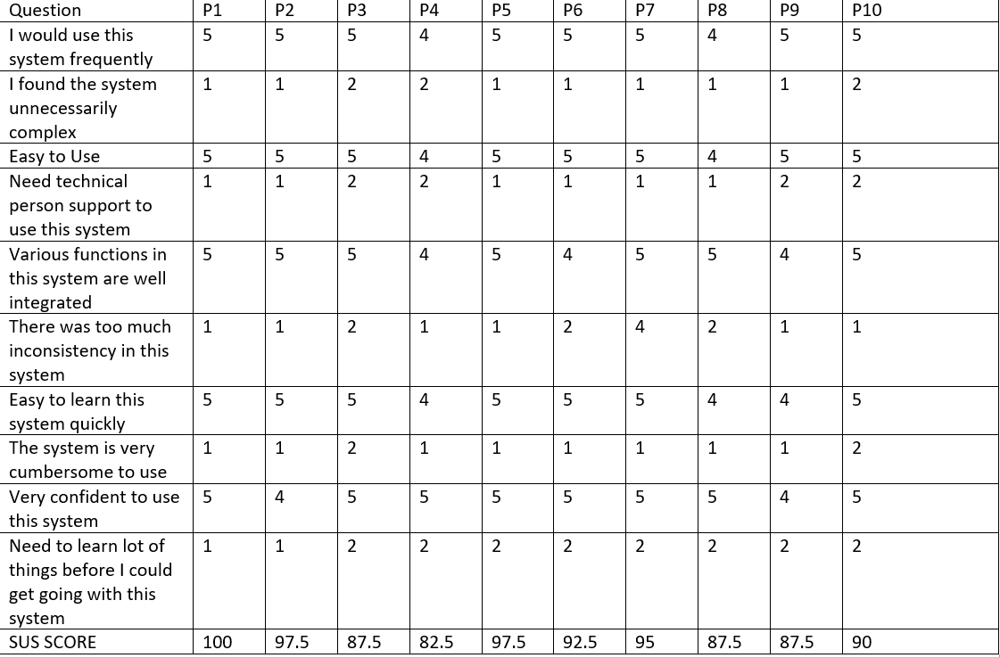 Question P1 P2 P3 P4 P5 P6 P7 P8 P9 P10
I would use this 5 5 5 4 5 5 5 4 5 5
system frequently
I found the system 1 1 2 2 1 1 1 1 1 2
unnecessarily
complex
Easy to Use 5 5 5 4 5 5 5 4 5 5
Need technical 1 1 2 2 1 1 1 1 2 2
person support to
use this system
Various functions in 5 5 5 4 5 4 5 5 4 5
this system are well
integrated
There was too much 1 1 2 1 1 2 4 2 1 1
inconsistency in this
system
Easy to learn this 5 5 5 4 5 5 5 4 4 5
system quickly
The system is very 1 1 2 1 1 1 1 1 1 2
cumbersome to use
Very confident to use 5 4 5 5 5 5 5 5 4 5
this system
Need to learn lot of 1 1 2 2 2 2 2 2 2 2
things before I could
get going with this
system
SUS SCORE 100 97.5 87.5 82.5 97.5 92.5 95 87.5 87.5 90